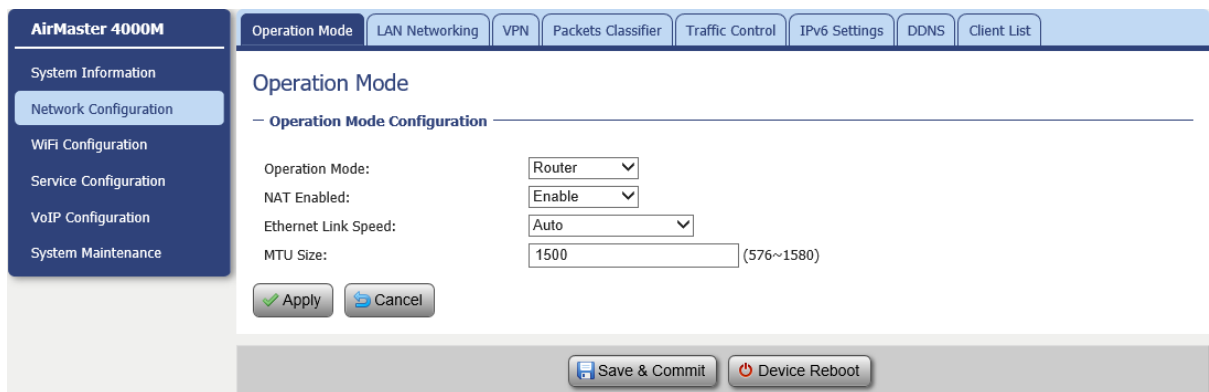 AirMaster 4000M
System Information
Network Configuration
WiFi Configuration
Service Configuration
VoIP Configuration
System Maintenance
Operation Mode LAN Networking VPN Packets Classifier Traffic Control IPv6 Settings DDNS Client List
Operation Mode
Operation Mode Configuration
Operation Mode: Router
NAT Enabled: Enable
Ethernet Link Speed: Auto
MTU Size: 1500 (576~1580)
Apply Cancel
Save & Commit Device Reboot